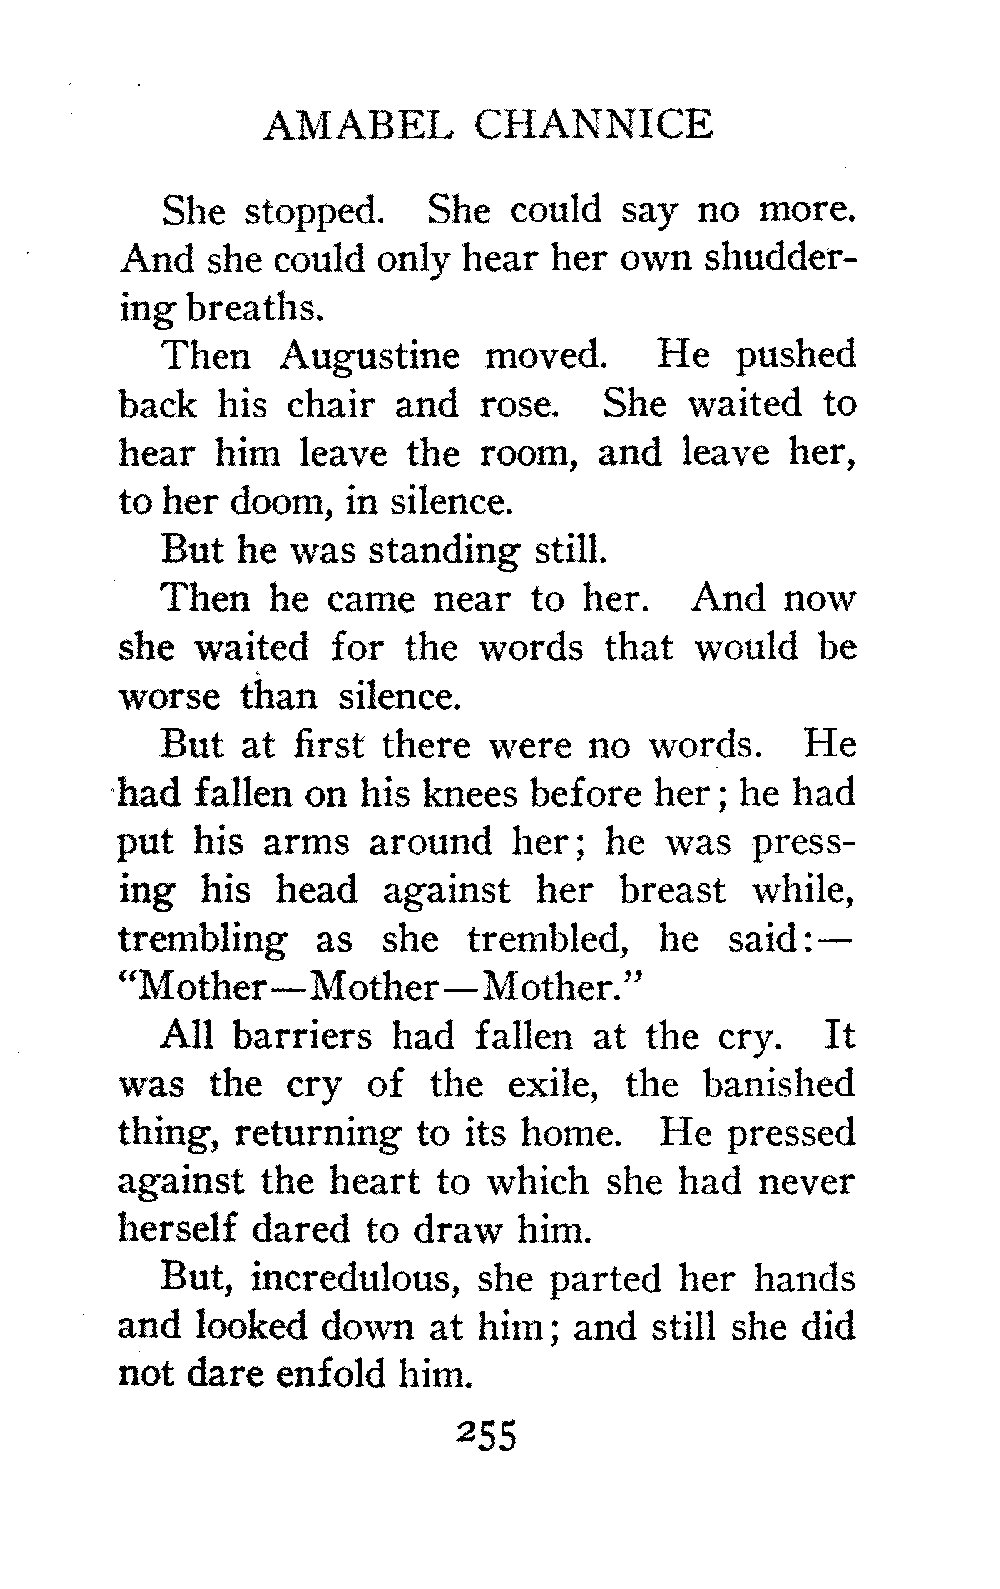 AMABEL CHANNICE
She stopped. She could say no more.
And she could only hear her own shudder-
ing breaths.
Then Augustine moved. He pushed
back his chair and rose. She waited to
hear him leave the room, and leave her,
to her doom, in silence.
But he was standing still.
Then he came near to her. And now
she waited for the words that would be
worse than silence.
But at first there were no words. He
had fallen on his knees before her; he had
put his arms around her; he was press-
ing his head against her breast while,
trembling as she trembled, he said:—
“Mother—Mother—Mother.”
All barriers had fallen at the cry. It
was the cry of the exile, the banished
thing, returning to its home. He pressed
against the heart to which she had never
herself dared to draw him.
But, incredulous, she parted her hands
and looked down at him; and still she did
not dare enfold him.
255